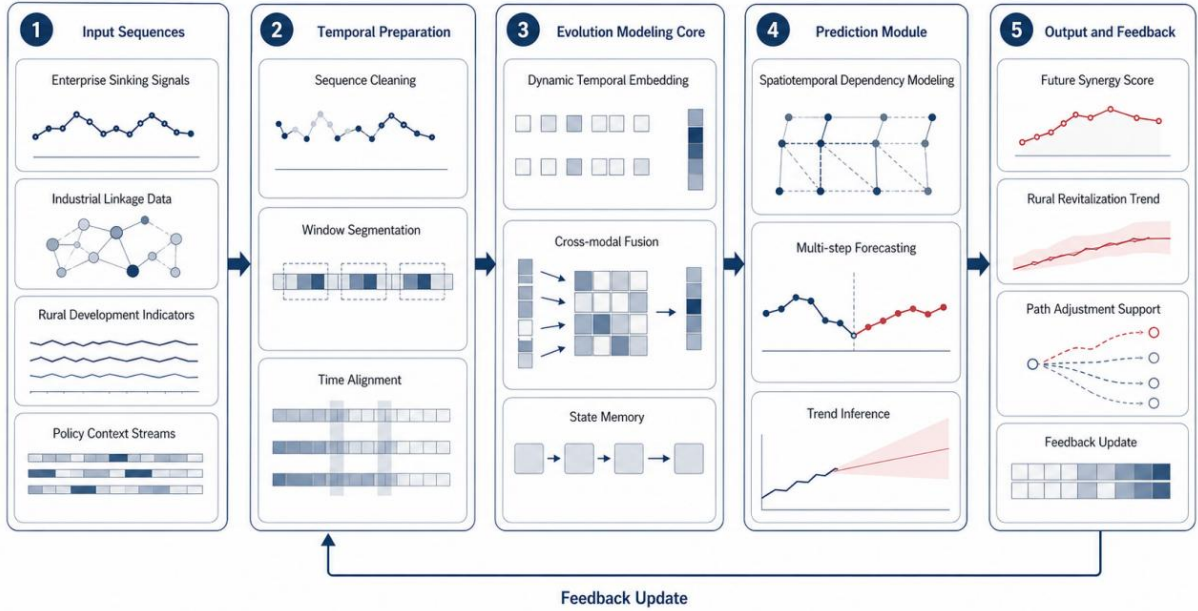 1 Input Sequences
Enterprise Sinking Signals
Industrial Linkage Data
Rural Development Indicators
Policy Context Streams
2 Temporal Preparation
Sequence Cleaning
Window Segmentation
Time Alignment
3 Evolution Modeling Core
Dynamic Temporal Embedding
Cross-modal Fusion
State Memory
4 Prediction Module
Spatiotemporal Dependency Modeling
Multi-step Forecasting
Trend Inference
5 Output and Feedback
Future Synergy Score
Rural Revitalization Trend
Path Adjustment Support
Feedback Update
Feedback Update